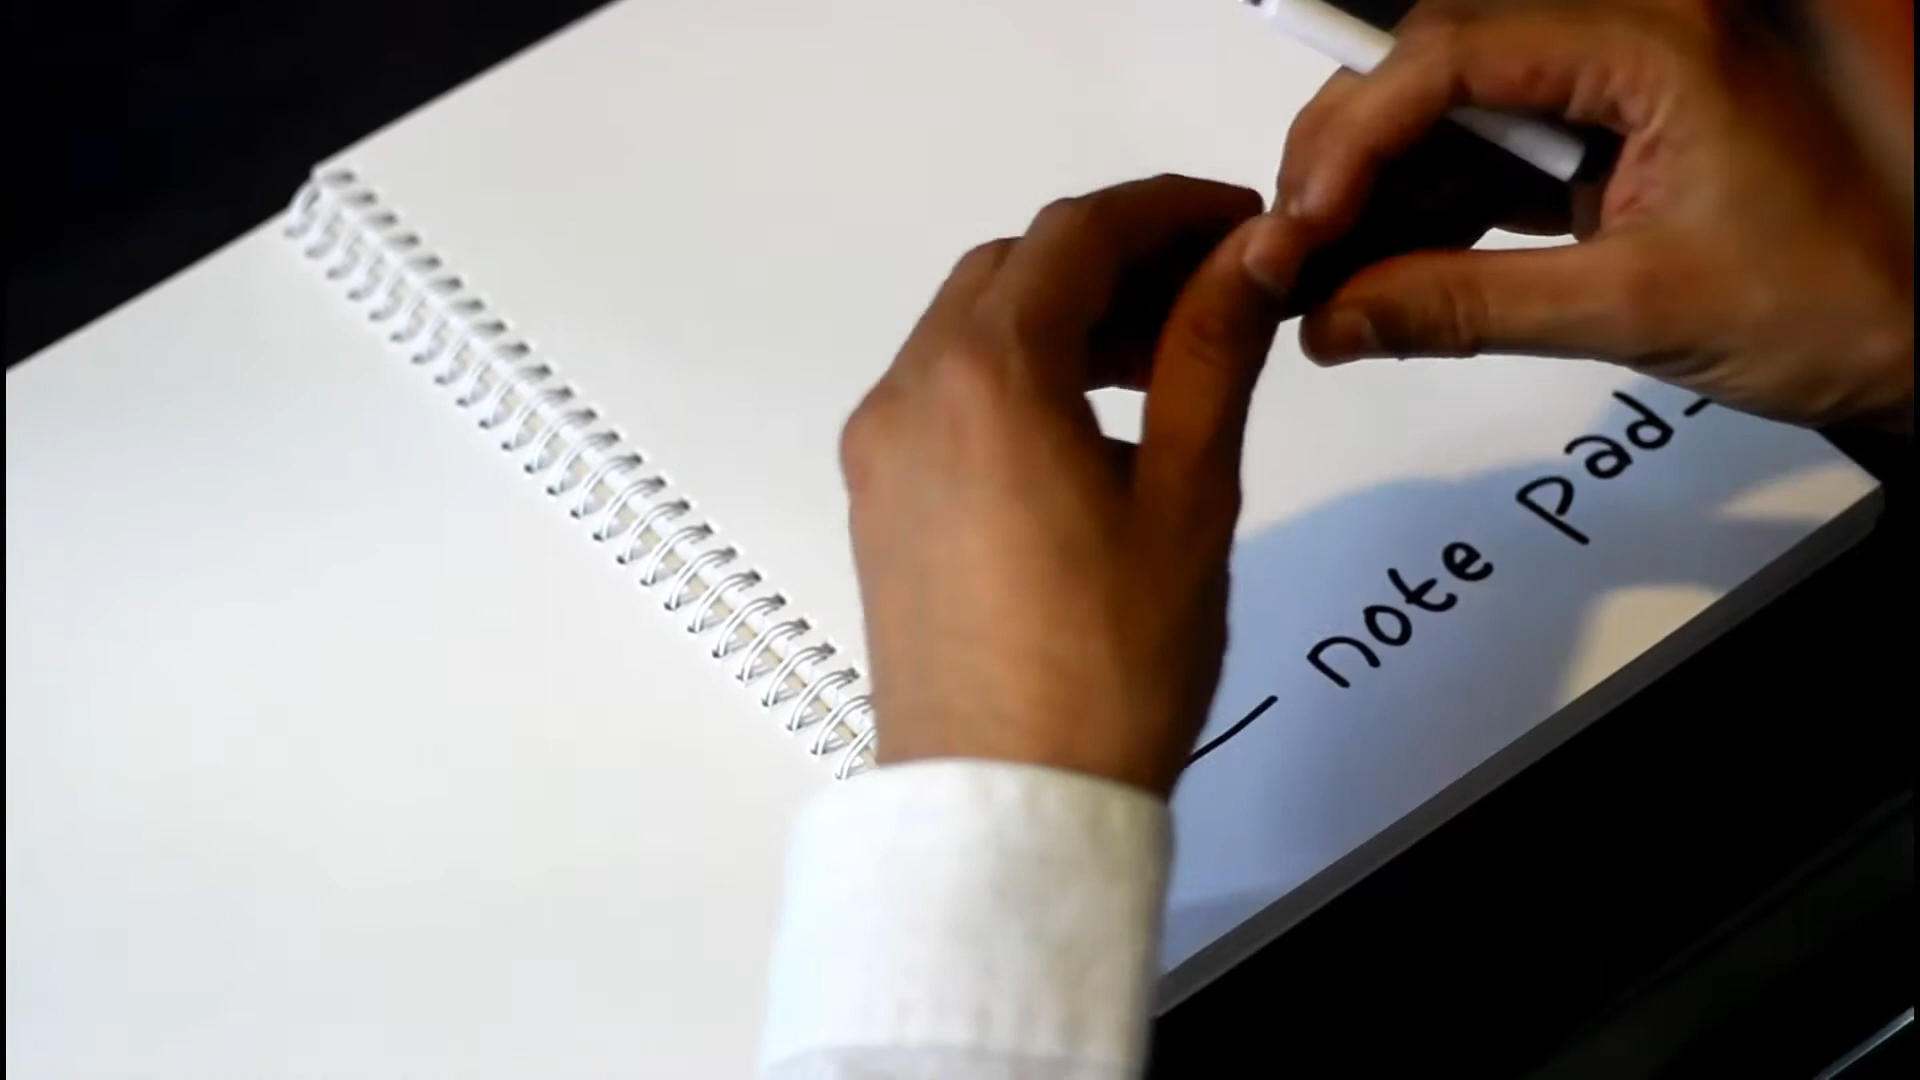 — note pad-